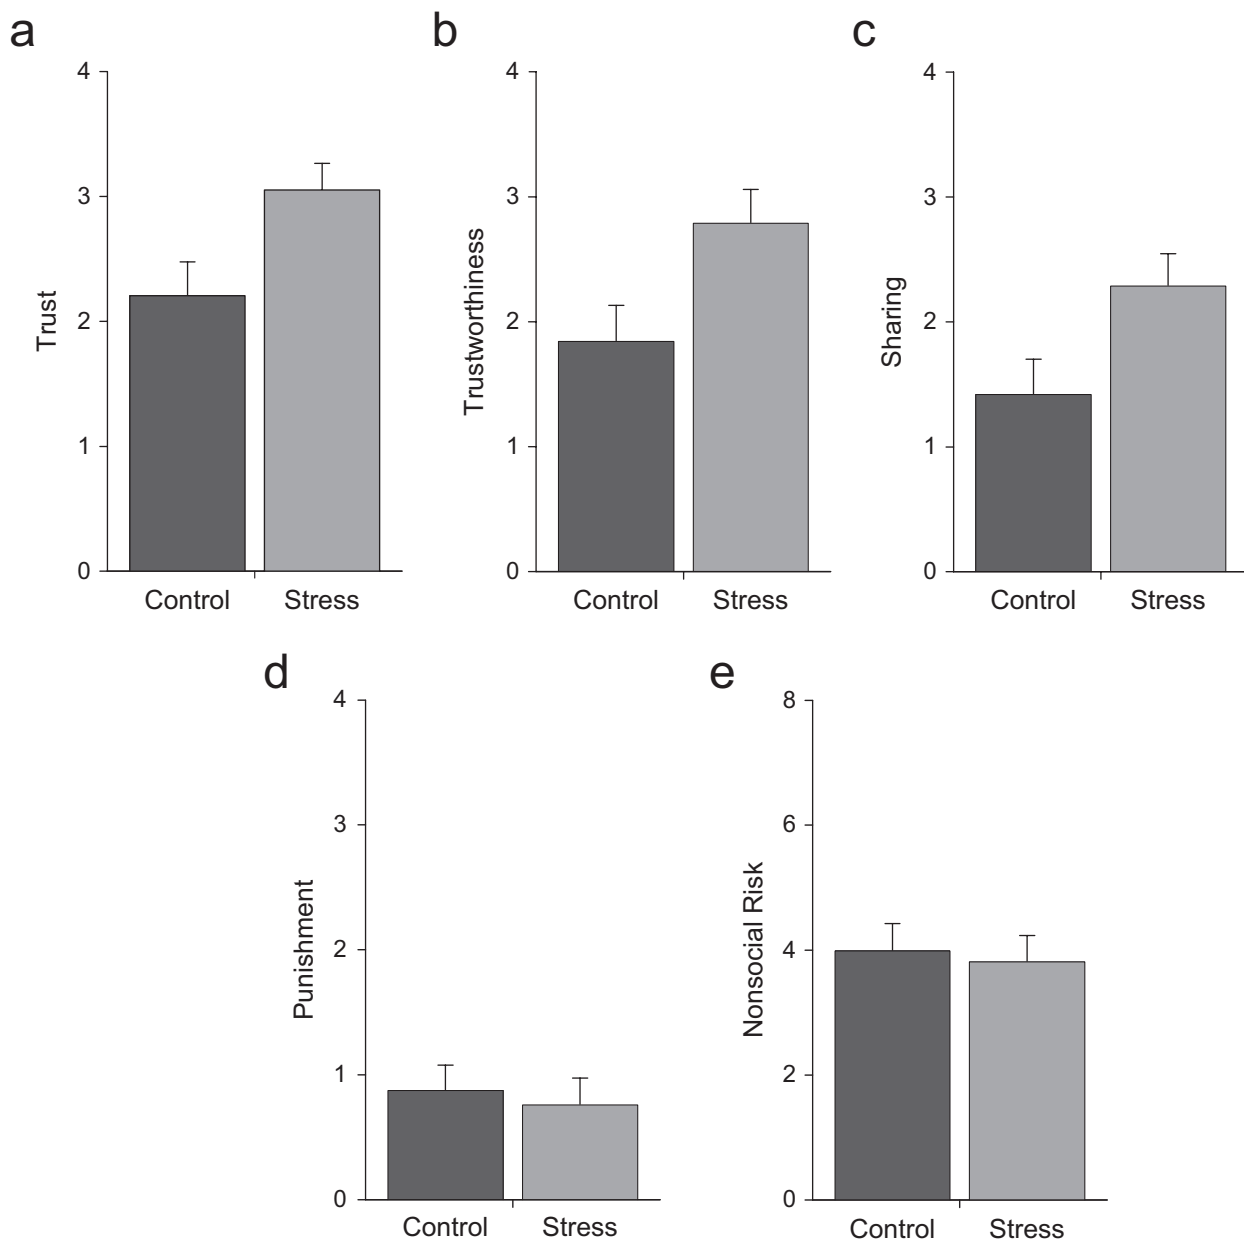 a
b
c
4
3
2
1
0
Trust
Control Stress
4
3
2
1
0
Trustworthiness
Control Stress
4
3
2
1
0
Sharing
Control Stress
d
e
4
3
2
1
0
Punishment
Control Stress
8
6
4
2
0
Nonsocial Risk
Control Stress